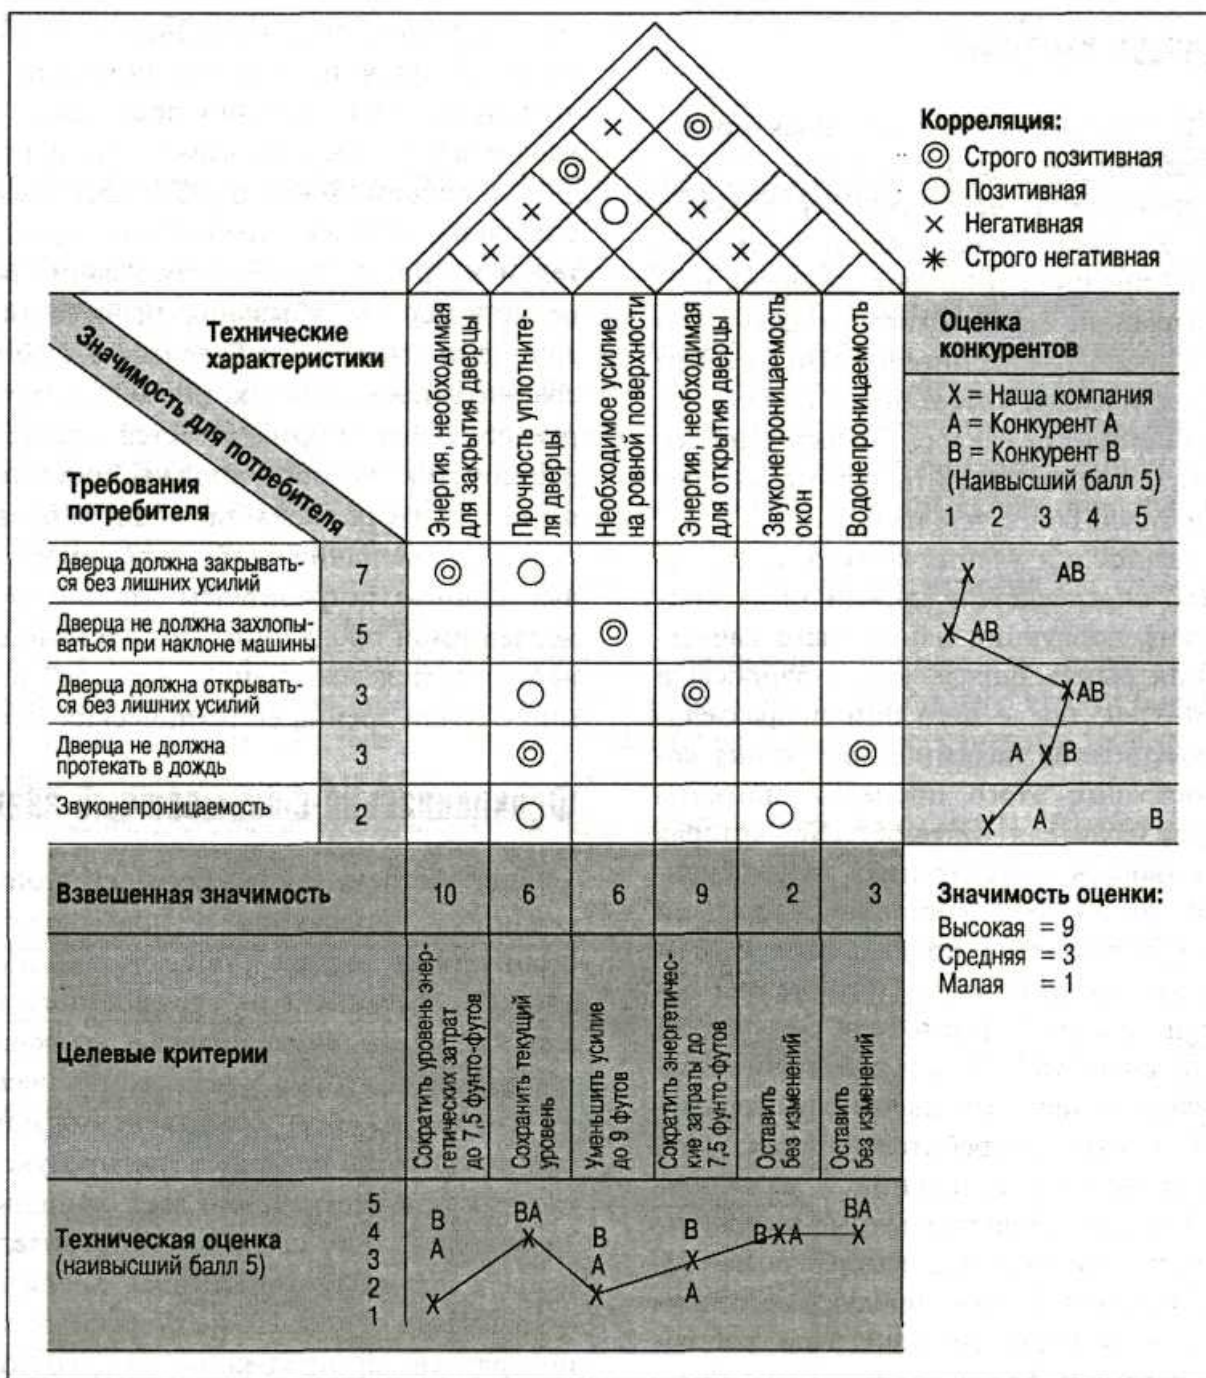 Корреляция:
◎ Строго позитивная
○ Позитивная
× Негативная
✳ Строго негативная
Значимость для потребителя
Технические
характеристики
Требования
потребителя
Энергия, необходимая
для закрытия дверцы
Прочность уплотните-
ля дверцы
Необходимое усилие
на ровной поверхности
Энергия, необходимая
для открытия дверцы
Звуконепроницаемость
окон
Водонепроницаемость
Оценка
конкурентов
X = Наша компания
A = Конкурент A
B = Конкурент B
(Наивысший балл 5)
1 2 3 4 5
Дверца должна закрывать-
ся без лишних усилий
7
X AB
Дверца не должна захлопы-
ваться при наклоне машины
5
X AB
Дверца должна открывать-
ся без лишних усилий
3
X AB
Дверца не должна
протекать в дождь
3
A X B
Звуконепроницаемость
2
X A B
Взвешенная значимость
10 6 6 9 2 3
Значимость оценки:
Высокая = 9
Средняя = 3
Малая = 1
Целевые критерии
Сократить уровень энер-
гетических затрат
до 7,5 фунто-футов
Сохранить текущий
уровень
Уменьшить усилие
до 9 футов
Сократить энергетичес-
кие затраты до
7,5 фунто-футов
Оставить
без изменений
Оставить
без изменений
Техническая оценка
(наивысший балл 5)
5
4
3
2
1
B
A
X
BA
X
B
A
X
B
X
A
BXA
BA
X